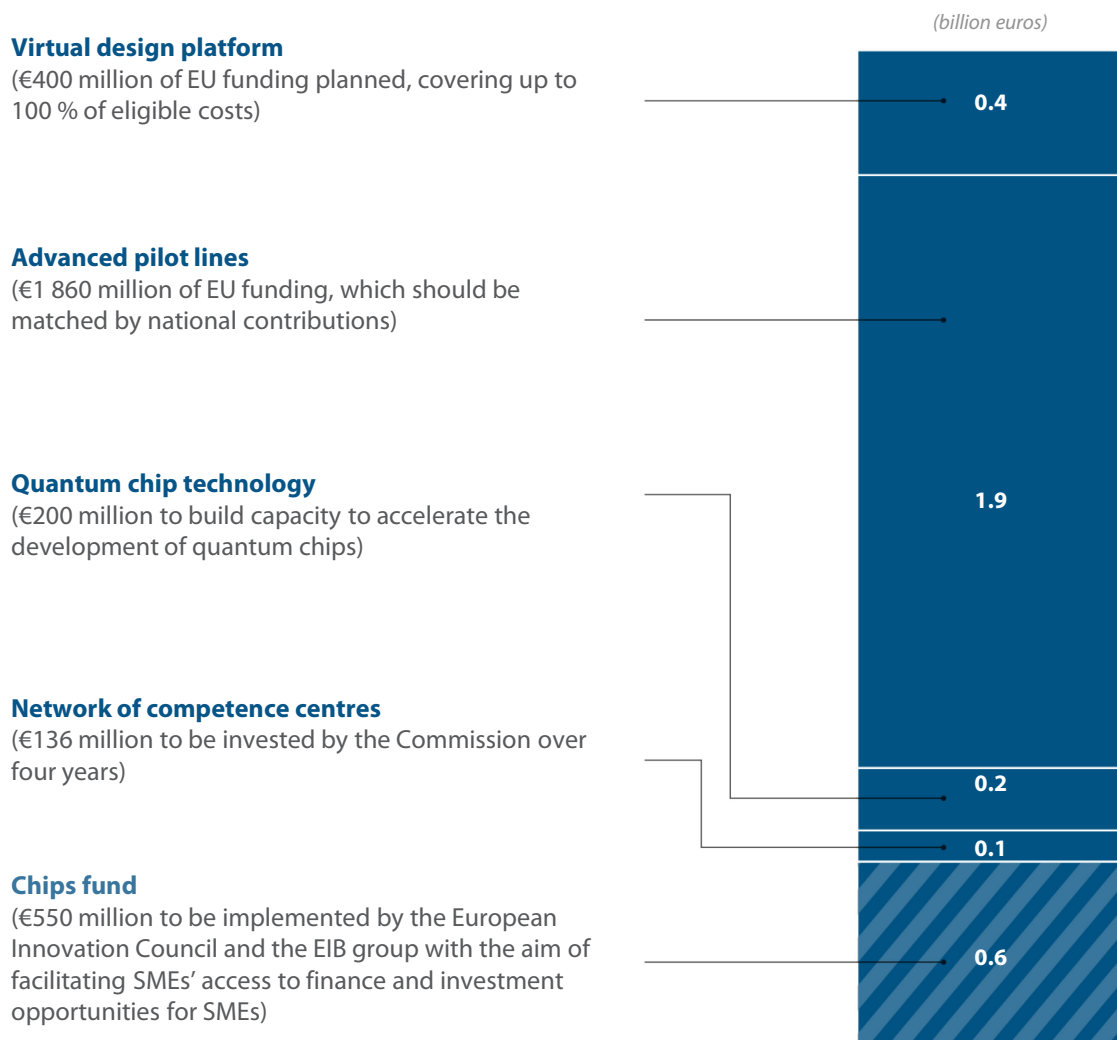 (billion euros)
Virtual design platform
(€400 million of EU funding planned, covering up to
100 % of eligible costs)
0.4
Advanced pilot lines
(€1 860 million of EU funding, which should be
matched by national contributions)
Quantum chip technology
(€200 million to build capacity to accelerate the
development of quantum chips)
1.9
Network of competence centres
(€136 million to be invested by the Commission over
four years)
0.2
0.1
Chips fund
(€550 million to be implemented by the European
Innovation Council and the EIB group with the aim of
facilitating SMEs’ access to finance and investment
opportunities for SMEs)
0.6